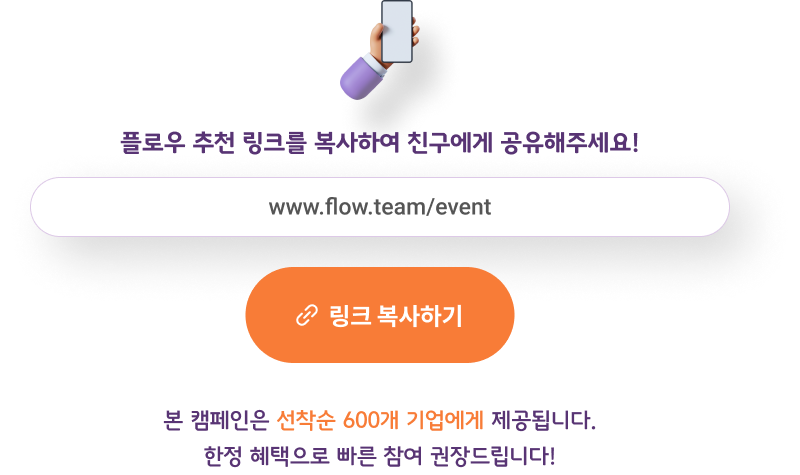 플로우 추천 링크를 복사하여 친구에게 공유해주세요!
www.flow.team/event
링크 복사하기
본 캠페인은 선착순 600개 기업에게 제공됩니다.
한정 혜택으로 빠른 참여 권장드립니다!